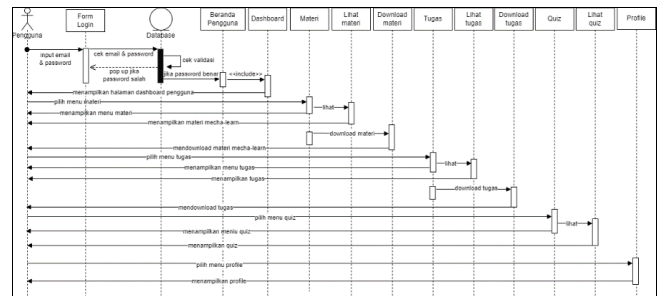 Pengguna
Form
Login
Database
Beranda
Pengguna
Dashboard
Materi
Lihat
materi
Download
materi
Tugas
Lihat
tugas
Download
tugas
Quiz
Lihat
quiz
Profile
input email
& password
cek email & password
cek validasi
pop up jika
password salah
jika password benar
<<include>>
menampilkan halaman dashboard pengguna
pilih menu materi
lihat
menampilkan menu materi
menampilkan materi mecha-learn
download materi
mendownload materi mecha-learn
pilih menu tugas
lihat
menampilkan menu tugas
menampilkan tugas
download tugas
mendownload tugas
pilih menu quiz
lihat
menampilkan menu quiz
menampilkan quiz
pilih menu profile
menampilkan profile